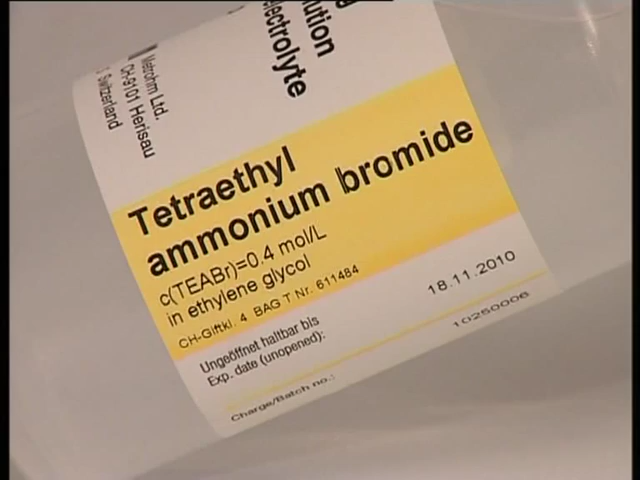 ution
electrolyte
Metrohm Ltd.
CH-9101 Herisau
Switzerland
Tetraethyl
ammonium bromide
c(TEABr)=0.4 mol/L
in ethylene glycol
CH-Giftkl. 4 BAG T Nr. 611484
Ungeöffnet haltbar bis
Exp. date (unopened): 18.11.2010
Charge/Batch no.: 10250006